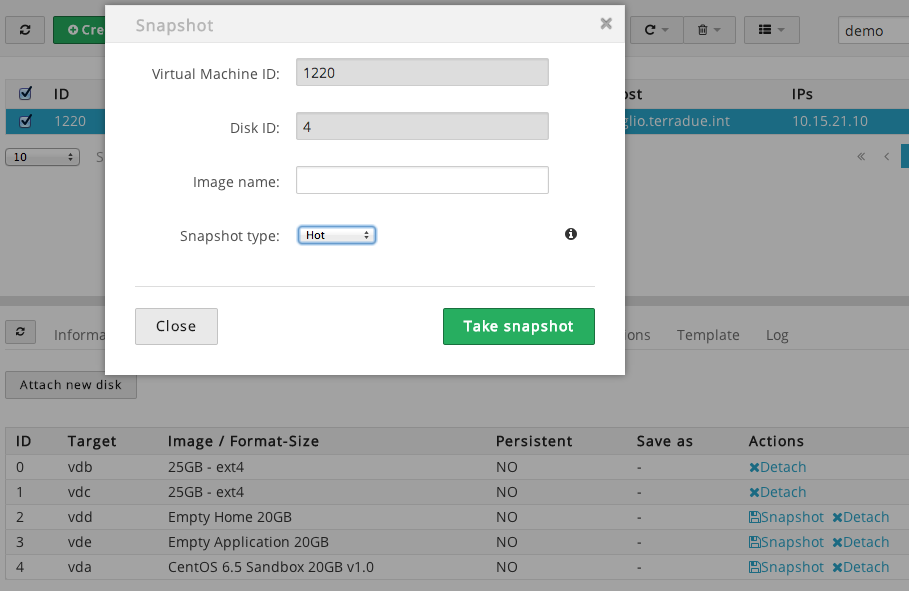 Snapshot
Cre
demo
Virtual Machine ID: 1220
ID
IPs
1220
glio.terradue.int 10.15.21.10
Disk ID: 4
10
Image name:
Snapshot type: Hot
Close Take snapshot
Informa
ions Template Log
Attach new disk
ID Target Image / Format-Size Persistent Save as Actions
0 vdb 25GB - ext4 NO - Detach
1 vdc 25GB - ext4 NO - Detach
2 vdd Empty Home 20GB NO - Snapshot Detach
3 vde Empty Application 20GB NO - Snapshot Detach
4 vda CentOS 6.5 Sandbox 20GB v1.0 NO - Snapshot Detach